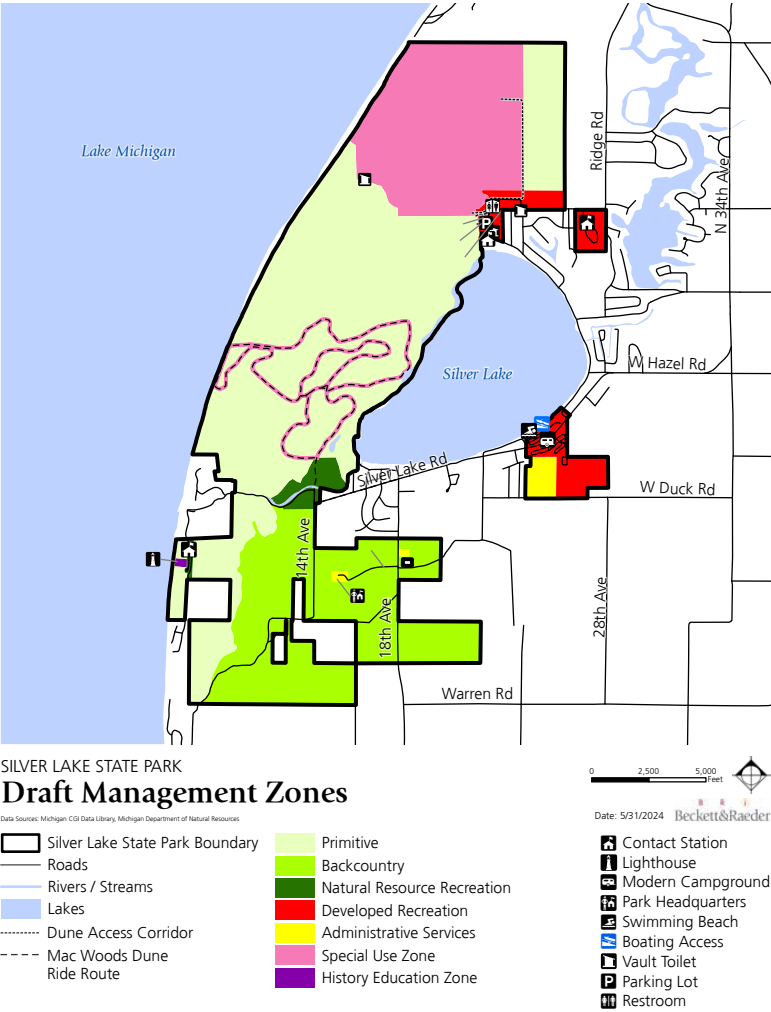 Lake Michigan
Ridge Rd
N 34th Ave
P
Silver Lake
W Hazel Rd
Silver Lake Rd
W Duck Rd
14th Ave
18th Ave
28th Ave
Warren Rd
SILVER LAKE STATE PARK
Draft Management Zones
Data Sources: Michigan CGI Data Library, Michigan Department of Natural Resources
0 2,500 5,000
Feet
Date: 5/31/2024
B R i
Beckett&Raeder
Silver Lake State Park Boundary
Roads
Rivers / Streams
Lakes
Dune Access Corridor
Mac Woods Dune
Ride Route
Primitive
Backcountry
Natural Resource Recreation
Developed Recreation
Administrative Services
Special Use Zone
History Education Zone
Contact Station
Lighthouse
Modern Campground
Park Headquarters
Swimming Beach
Boating Access
Vault Toilet
P Parking Lot
Restroom